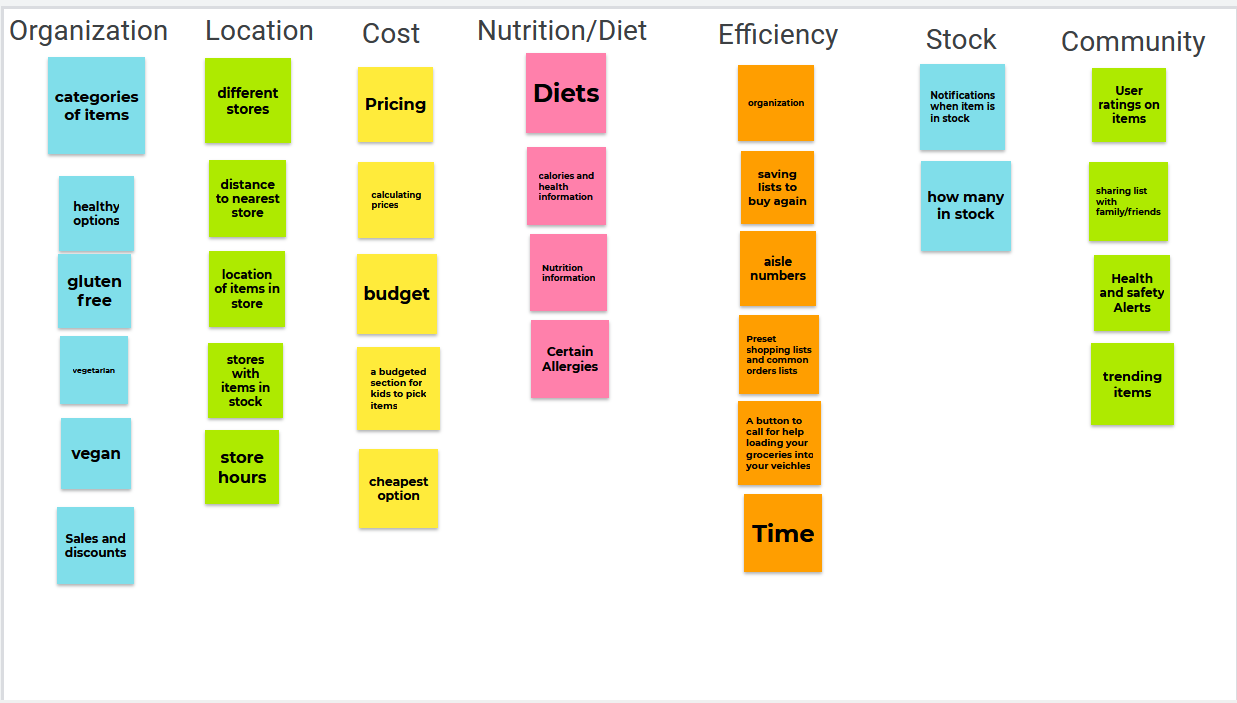 Organization
categories
of items
healthy
options
gluten
free
vegetarian
vegan
Sales and
discounts
Location
different
stores
distance
to nearest
store
location
of items in
store
stores
with
items in
stock
store
hours
Cost
Pricing
calculating
prices
budget
a budgeted
section for
kids to pick
items
cheapest
option
Nutrition/Diet
Diets
calories and
health
information
Nutrition
information
Certain
Allergies
Efficiency
organization
saving
lists to
buy again
aisle
numbers
Preset
shopping lists
and common
orders lists
A button to
call for help
loading your
groceries into
your veichles
Time
Stock
Notifications
when item is
in stock
how many
in stock
Community
User
ratings on
items
sharing list
with
family/friends
Health
and safety
Alerts
trending
items